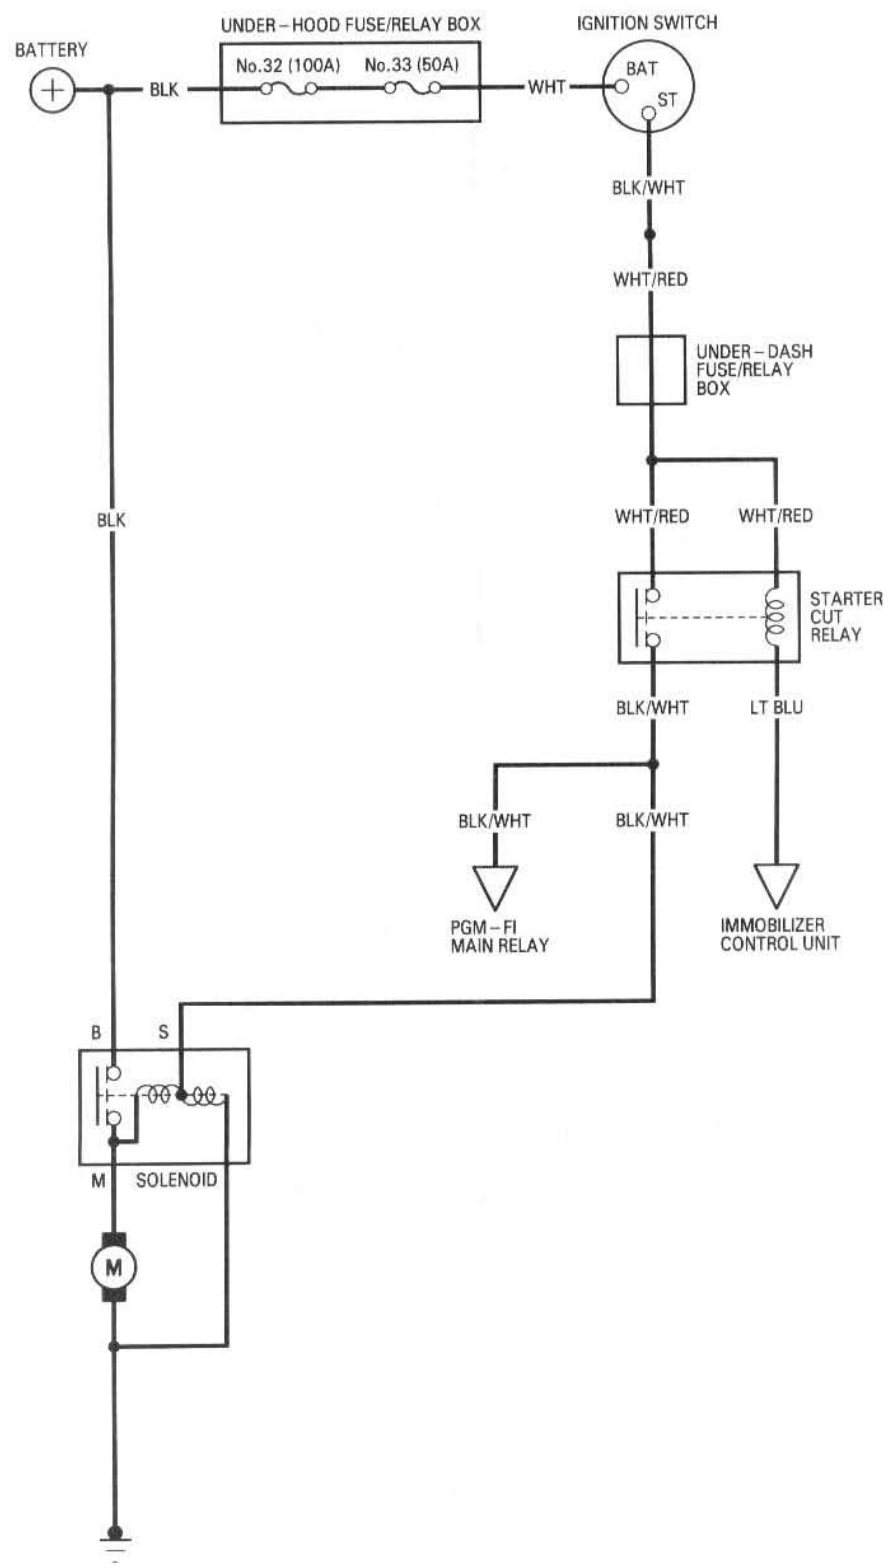 UNDER-HOOD FUSE/RELAY BOX
IGNITION SWITCH
BATTERY
No.32 (100A)
No.33 (50A)
BAT
+
BLK
WHT
ST
BLK/WHT
WHT/RED
UNDER-DASH
FUSE/RELAY
BOX
BLK
WHT/RED
WHT/RED
STARTER
CUT
RELAY
BLK/WHT
LT BLU
BLK/WHT
BLK/WHT
PGM-FI
MAIN RELAY
IMMOBILIZER
CONTROL UNIT
B
S
M
SOLENOID
M